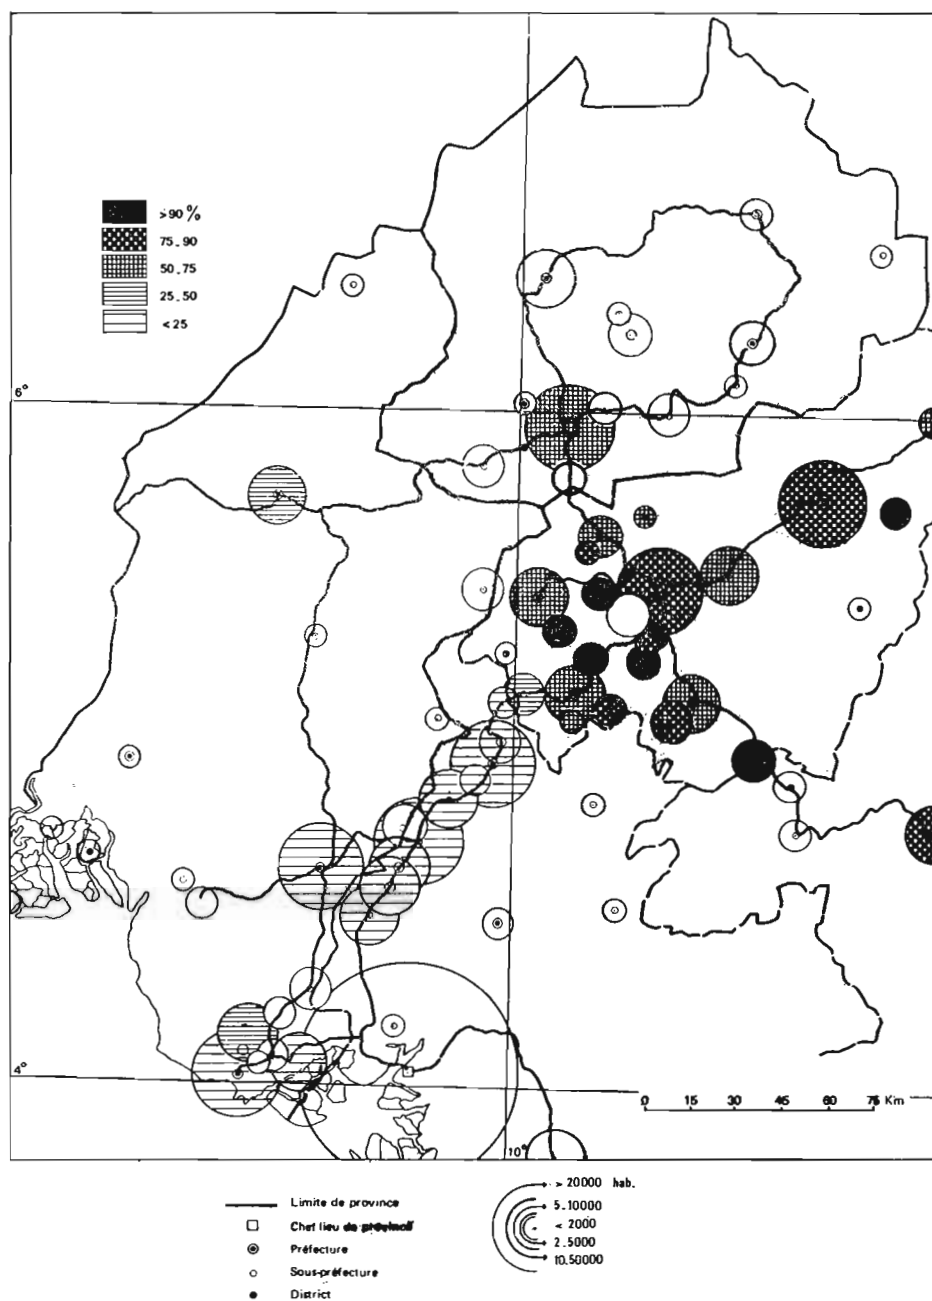 >90%
75_90
50_75
25_50
<25
6°
4°
0 15 30 45 60 75 Km
10°
Limite de province
Chef lieu de province
Préfecture
Sous-préfecture
District
> 20000 hab.
5_10000
< 2000
2_5000
10_50000